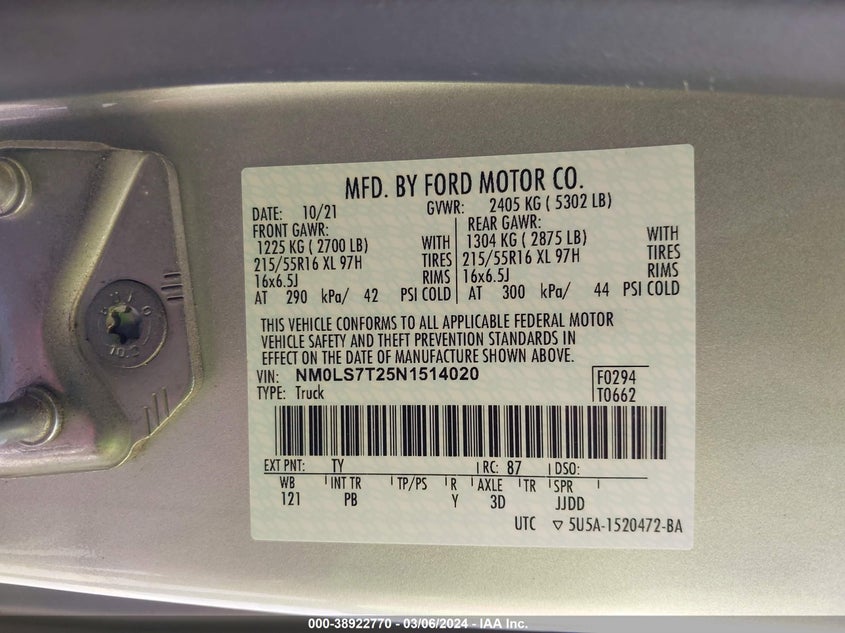 MFD. BY FORD MOTOR CO.
DATE: 10/21 GVWR: 2405 KG ( 5302 LB)
FRONT GAWR: REAR GAWR:
1225 KG ( 2700 LB) WITH 1304 KG ( 2875 LB) WITH
215/55R16 XL 97H TIRES 215/55R16 XL 97H TIRES
16x6.5J RIMS 16x6.5J RIMS
AT 290 kPa/ 42 PSI COLD AT 300 kPa/ 44 PSI COLD
THIS VEHICLE CONFORMS TO ALL APPLICABLE FEDERAL MOTOR
VEHICLE SAFETY AND THEFT PREVENTION STANDARDS IN
EFFECT ON THE DATE OF MANUFACTURE SHOWN ABOVE.
VIN: NM0LS7T25N1514020 F0294
TYPE: Truck T0662
EXT PNT: TY RC: 87 DSO:
WB INT TR TP/PS R AXLE TR SPR
121 PB Y 3D JJDD
UTC ▽ 5U5A-1520472-BA
000-38922770 - 03/06/2024 - IAA Inc.